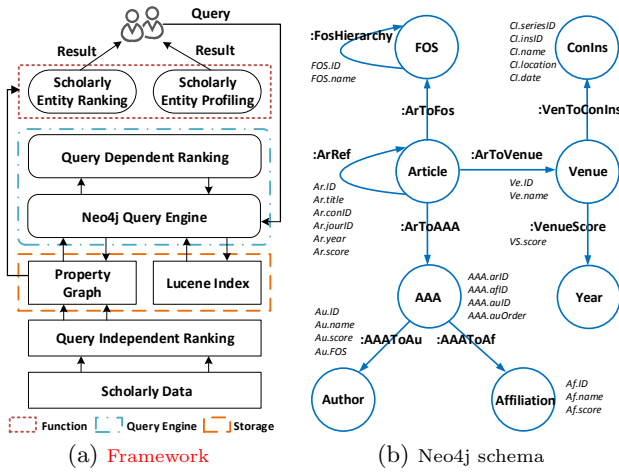 Query
Result
Result
Scholarly
Entity Ranking
Scholarly
Entity Profiling
Query Dependent Ranking
Neo4j Query Engine
Property
Graph
Lucene Index
Query Independent Ranking
Scholarly Data
Function
Query Engine
Storage
(a) Framework
:FosHierarchy
FOS
FOS.ID
FOS.name
CI.seriesID
CI.insID
CI.name
CI.location
CI.date
ConIns
:ArToFos
:VenToConIns
:ArRef
Article
:ArToVenue
Venue
Ar.ID
Ar.title
Ar.conID
Ar.jourID
Ar.year
Ar.score
Ve.ID
Ve.name
:ArToAAA
:VenueScore
VS.score
AAA
AAA.arID
AAA.afID
AAA.auID
AAA.auOrder
Year
Au.ID
Au.name
Au.score
Au.FOS
:AAAToAu
:AAAToAf
Author
Affiliation
Af.ID
Af.name
Af.score
(b) Neo4j schema